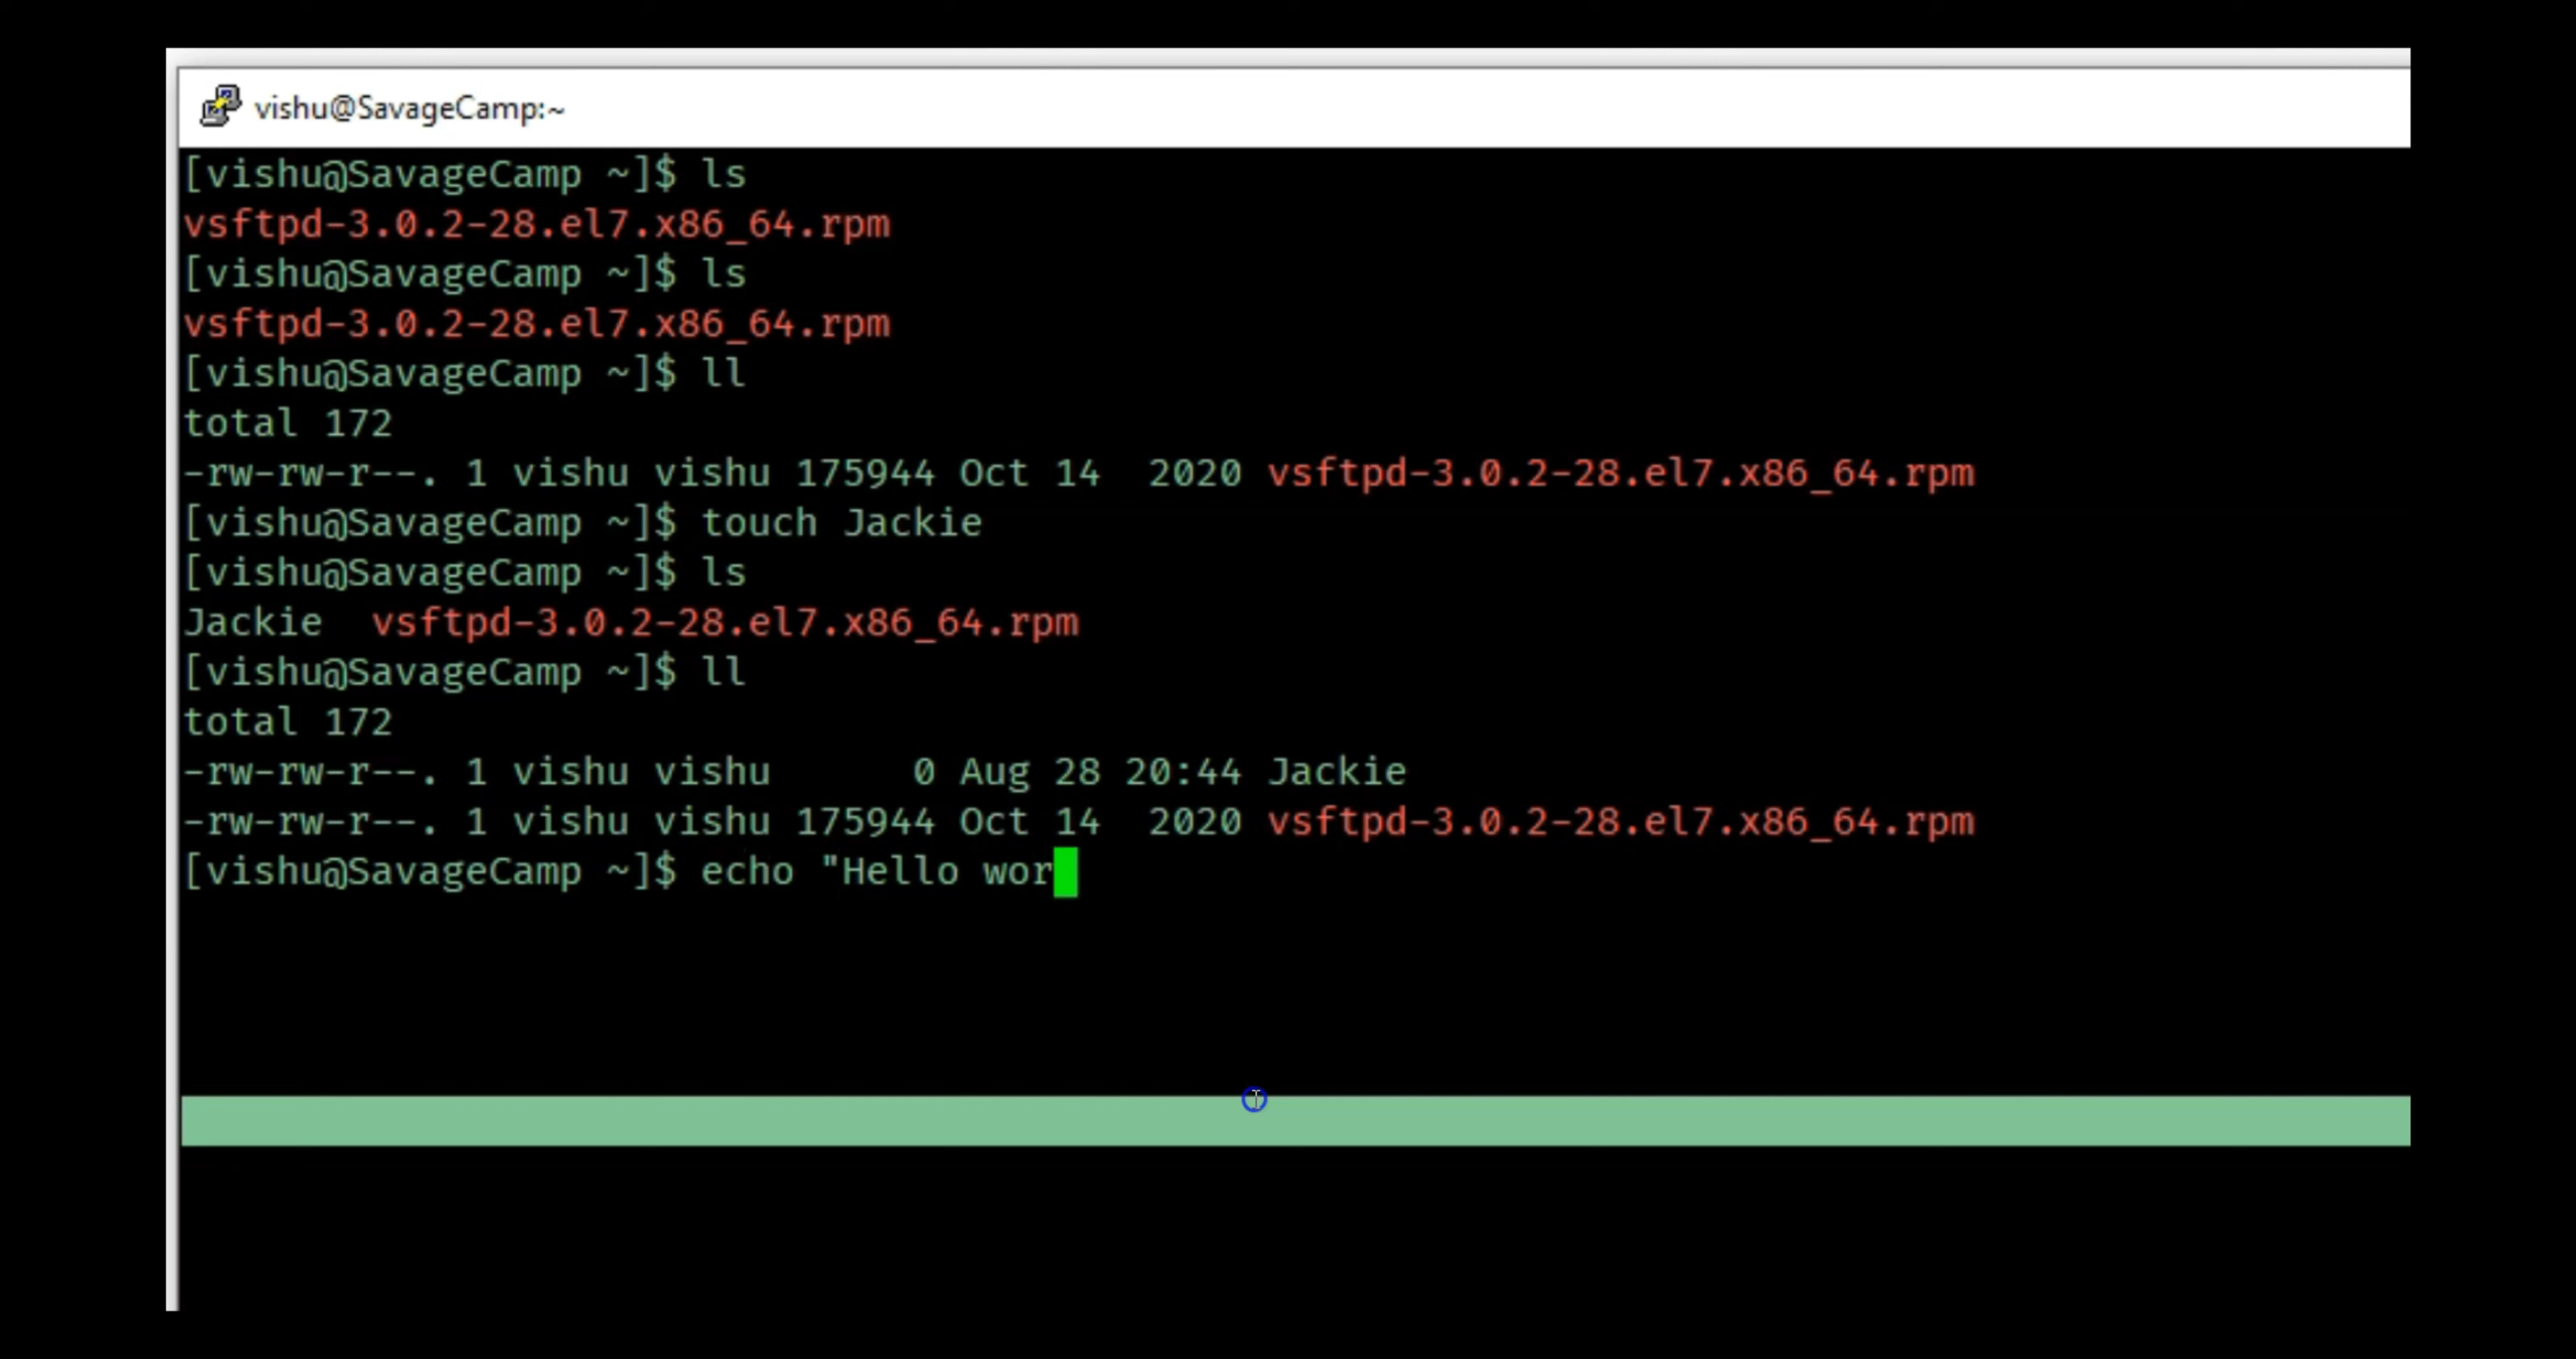 vishu@SavageCamp:~
[vishu@SavageCamp ~]$ ls
vsftpd-3.0.2-28.el7.x86_64.rpm
[vishu@SavageCamp ~]$ ls
vsftpd-3.0.2-28.el7.x86_64.rpm
[vishu@SavageCamp ~]$ ll
total 172
-rw-rw-r--. 1 vishu vishu 175944 Oct 14  2020 vsftpd-3.0.2-28.el7.x86_64.rpm
[vishu@SavageCamp ~]$ touch Jackie
[vishu@SavageCamp ~]$ ls
Jackie  vsftpd-3.0.2-28.el7.x86_64.rpm
[vishu@SavageCamp ~]$ ll
total 172
-rw-rw-r--. 1 vishu vishu      0 Aug 28 20:44 Jackie
-rw-rw-r--. 1 vishu vishu 175944 Oct 14  2020 vsftpd-3.0.2-28.el7.x86_64.rpm
[vishu@SavageCamp ~]$ echo "Hello wor